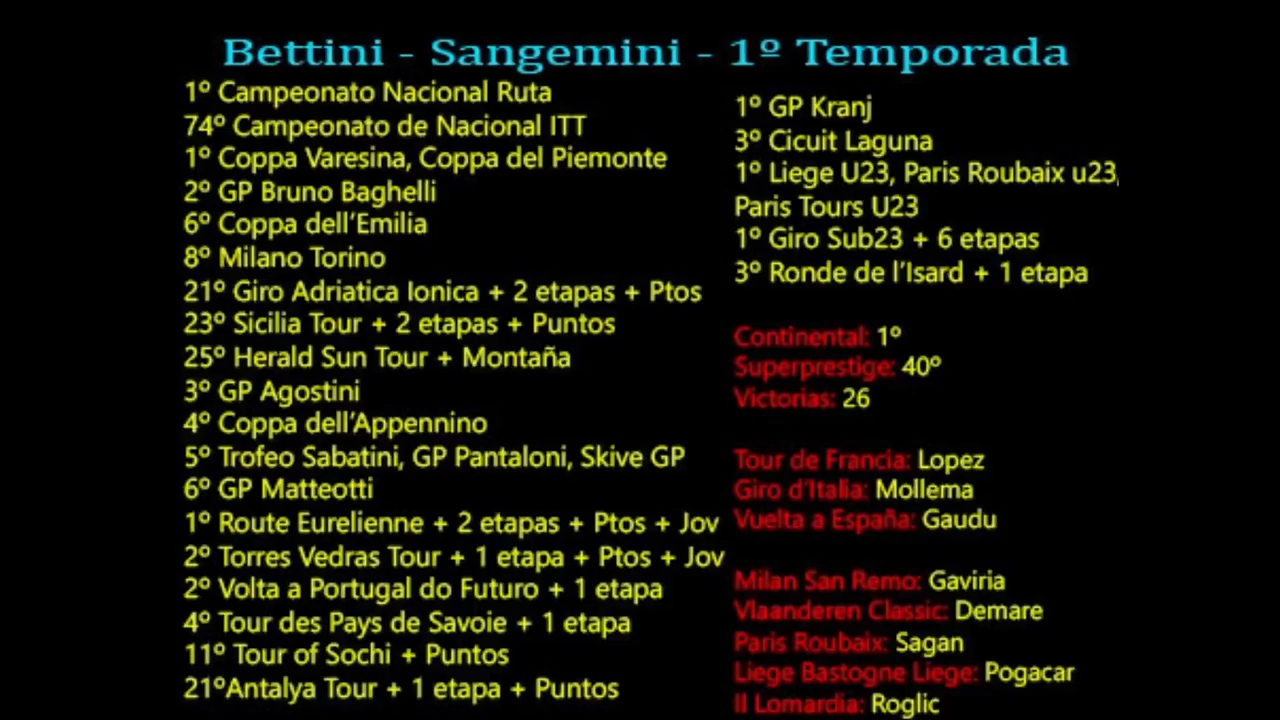 Bettini - Sangemini - 1º Temporada
1º Campeonato Nacional Ruta
74º Campeonato de Nacional ITT
1º Coppa Varesina, Coppa del Piemonte
2º GP Bruno Baghelli
6º Coppa dell'Emilia
8º Milano Torino
21º Giro Adriatica Ionica + 2 etapas + Ptos
23º Sicilia Tour + 2 etapas + Puntos
25º Herald Sun Tour + Montaña
3º GP Agostini
4º Coppa dell'Appennino
5º Trofeo Sabatini, GP Pantaloni, Skive GP
6º GP Matteotti
1º Route Eurelienne + 2 etapas + Ptos + Jov
2º Torres Vedras Tour + 1 etapa + Ptos + Jov
2º Volta a Portugal do Futuro + 1 etapa
4º Tour des Pays de Savoie + 1 etapa
11º Tour of Sochi + Puntos
21ºAntalya Tour + 1 etapa + Puntos
1º GP Kranj
3º Cicuit Laguna
1º Liege U23, Paris Roubaix u23,
Paris Tours U23
1º Giro Sub23 + 6 etapas
3º Ronde de l'Isard + 1 etapa
Continental: 1º
Superprestige: 40º
Victorias: 26
Tour de Francia: Lopez
Giro d'Italia: Mollema
Vuelta a España: Gaudu
Milan San Remo: Gaviria
Vlaanderen Classic: Demare
Paris Roubaix: Sagan
Liege Bastogne Liege: Pogacar
Il Lomardia: Roglic